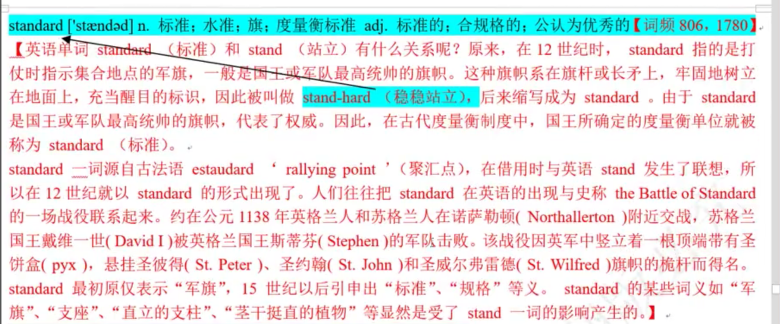 standard ['stændəd] n. 标准；水准；旗；度量衡标准 adj. 标准的；合规格的；公认为优秀的【词频 806，1780】
【英语单词 standard （标准）和 stand （站立）有什么关系呢？原来，在 12 世纪时， standard 指的是打
仗时指示集合地点的军旗，一般是国王或军队最高统帅的旗帜。这种旗帜系在旗杆或长矛上，牢固地树立
在地面上，充当醒目的标识，因此被叫做 stand-hard （稳稳站立），后来缩写成为 standard 。由于 standard
是国王或军队最高统帅的旗帜，代表了权威。因此，在古代度量衡制度中，国王所确定的度量衡单位就被
称为 standard （标准）。
standard 一词源自古法语 estaudard ‘ rallying point ’（聚汇点），在借用时与英语 stand 发生了联想，所
以在 12 世纪就以 standard 的形式出现了。人们往往把 standard 在英语的出现与史称 the Battle of Standard
的一场战役联系起来。约在公元 1138 年英格兰人和苏格兰人在诺萨勒顿( Northallerton )附近交战，苏格兰
国王戴维一世( David I )被英格兰国王斯蒂芬( Stephen )的军队击败。该战役因英军中竖立着一根顶端带有圣
饼盒( pyx )，悬挂圣彼得( St. Peter )、圣约翰( St. John )和圣威尔弗雷德( St. Wilfred )旗帜的桅杆而得名。
standard 最初原仅表示“军旗”，15 世纪以后引申出“标准”、“规格”等义。 standard 的某些词义如“军
旗”、“支座”、“直立的支柱”、“茎干挺直的植物”等显然是受了 stand 一词的影响产生的。】